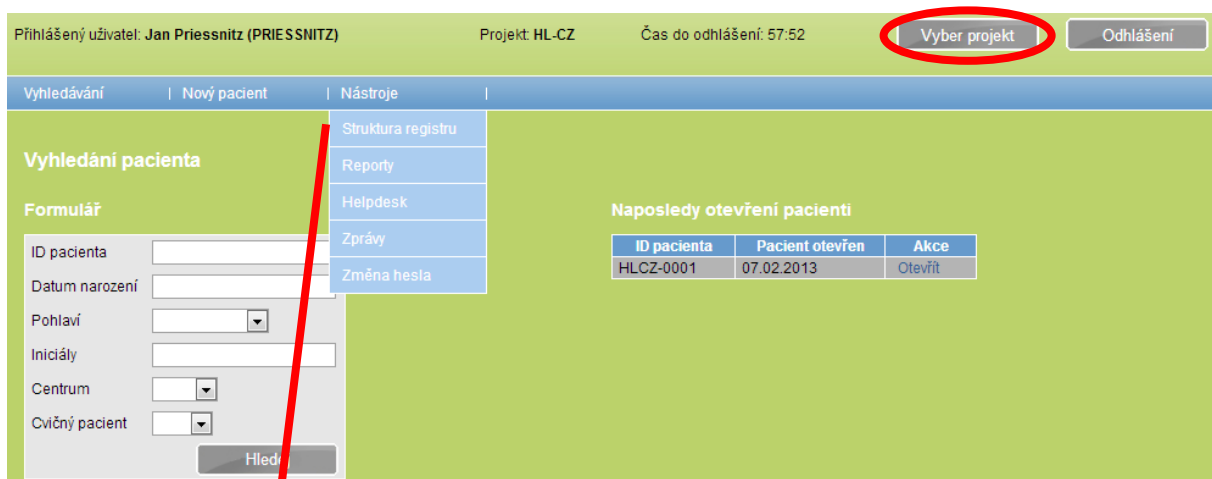 Přihlášený uživatel: Jan Priessnitz (PRIESSNITZ) Projekt: HL-CZ Čas do odhlášení: 57:52 Vyber projekt Odhlášení
Vyhledávání | Nový pacient | Nástroje |
Struktura registru
Vyhledání pacienta
Reporty
Formulář
Helpdesk
Naposledy otevření pacienti
Zprávy
ID pacienta
ID pacienta Pacient otevřen Akce
HLCZ-0001 07.02.2013 Otevřít
Změna hesla
Datum narození
Pohlaví
Iniciály
Centrum
Cvičný pacient